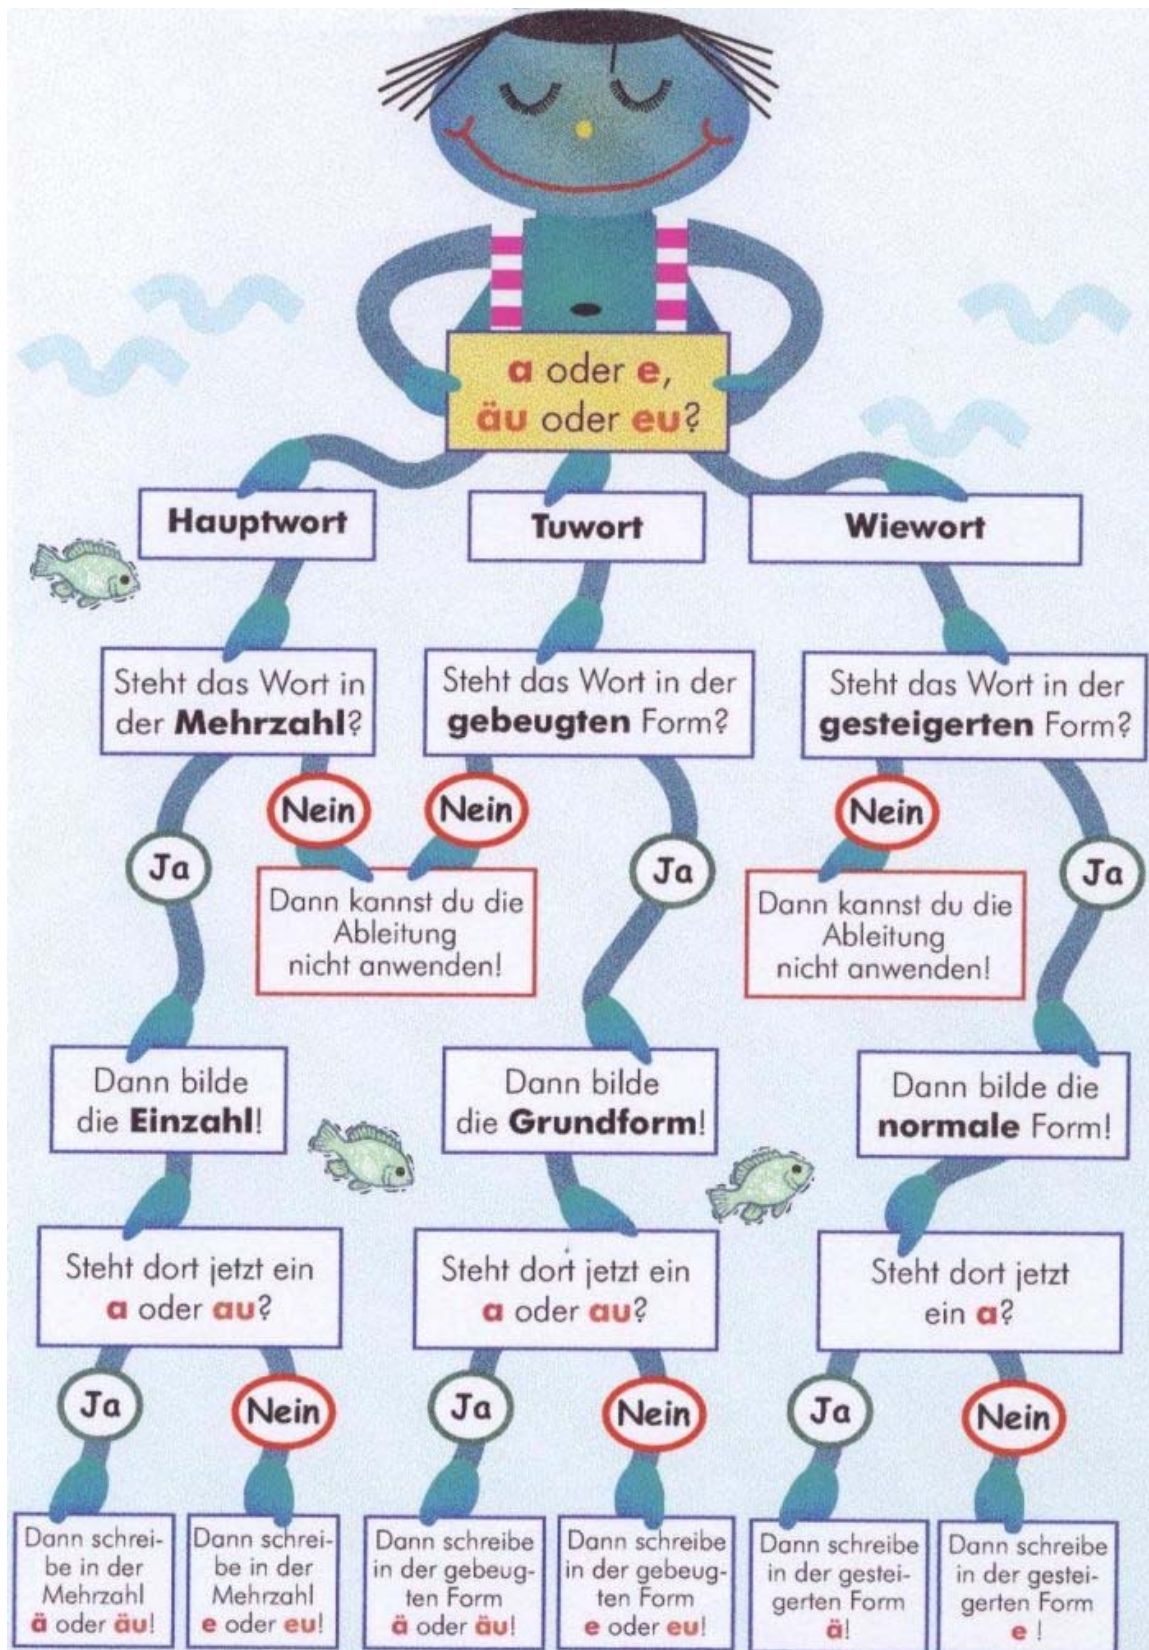 a oder e,
äu oder eu?
Hauptwort
Tuwort
Wiewort
Steht das Wort in
der Mehrzahl?
Steht das Wort in der
gebeugten Form?
Steht das Wort in der
gesteigerten Form?
Nein
Nein
Nein
Ja
Ja
Ja
Dann kannst du die
Ableitung
nicht anwenden!
Dann kannst du die
Ableitung
nicht anwenden!
Dann bilde
die Einzahl!
Dann bilde
die Grundform!
Dann bilde die
normale Form!
Steht dort jetzt ein
a oder au?
Steht dort jetzt ein
a oder au?
Steht dort jetzt
ein a?
Ja
Nein
Ja
Nein
Ja
Nein
Dann schrei-
be in der
Mehrzahl
ä oder äu!
Dann schrei-
be in der
Mehrzahl
e oder eu!
Dann schreibe
in der gebeug-
ten Form
ä oder äu!
Dann schreibe
in der gebeug-
ten Form
e oder eu!
Dann schreibe
in der gestei-
gerten Form
ä!
Dann schreibe
in der gestei-
gerten Form
e !